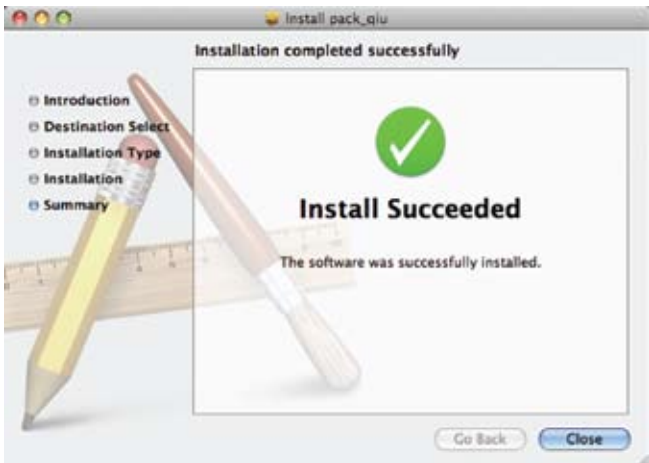 Install pack_qiu
Installation completed successfully
Introduction
Destination Select
Installation Type
Installation
Summary
Install Succeeded
The software was successfully installed.
Go Back
Close